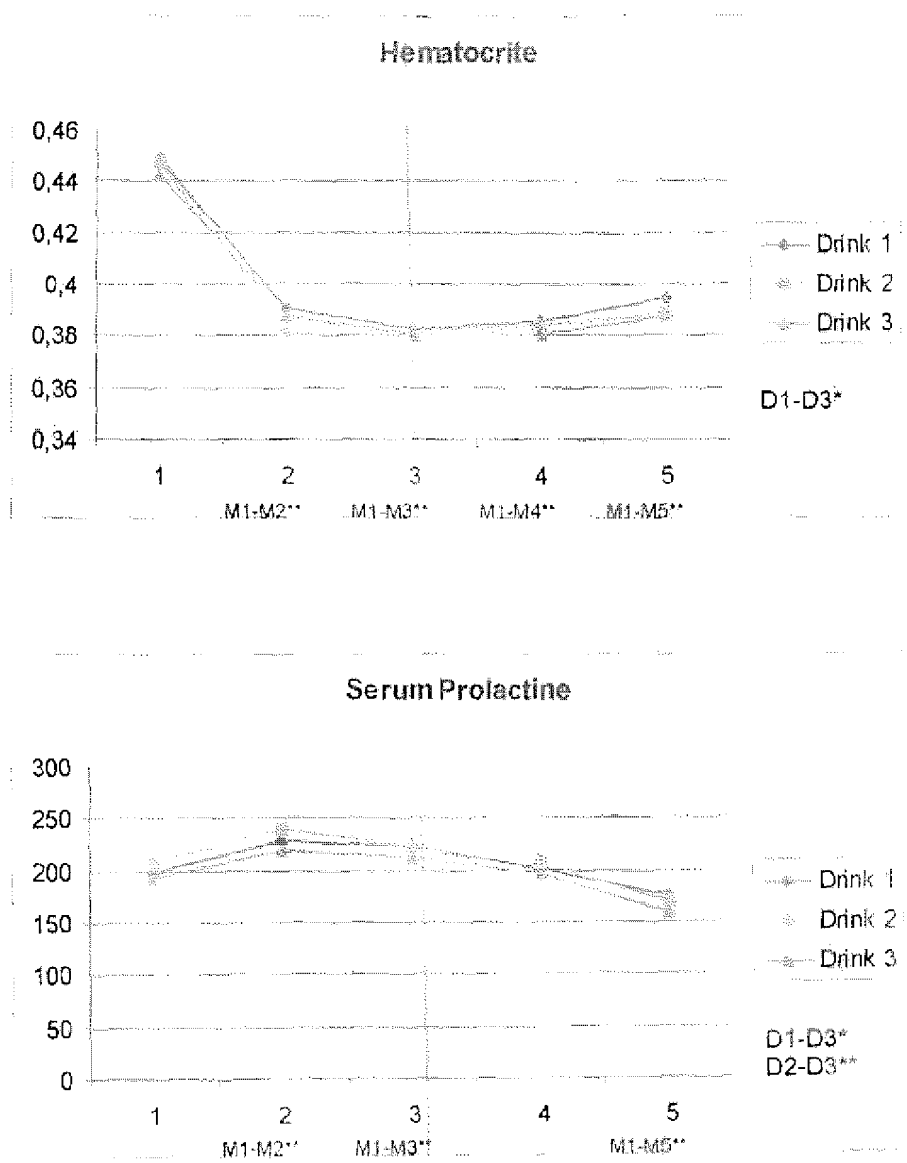 Hematocrite
0,46
0,44
0,42
0,4
0,38
0,36
0,34
1 2 3 4 5
M1-M2** M1-M3** M1-M4** M1-M5**
Drink 1
Drink 2
Drink 3
D1-D3*
Serum Prolactine
300
250
200
150
100
50
0
1 2 3 4 5
M1-M2** M1-M3* M1-M5**
Drink 1
Drink 2
Drink 3
D1-D3*
D2-D3**